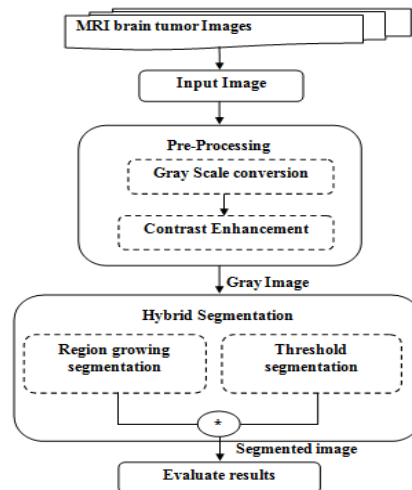 MRI brain tumor Images
Input Image
Pre-Processing
Gray Scale conversion
Contrast Enhancement
Gray Image
Hybrid Segmentation
Region growing
segmentation
Threshold
segmentation
*
Segmented image
Evaluate results